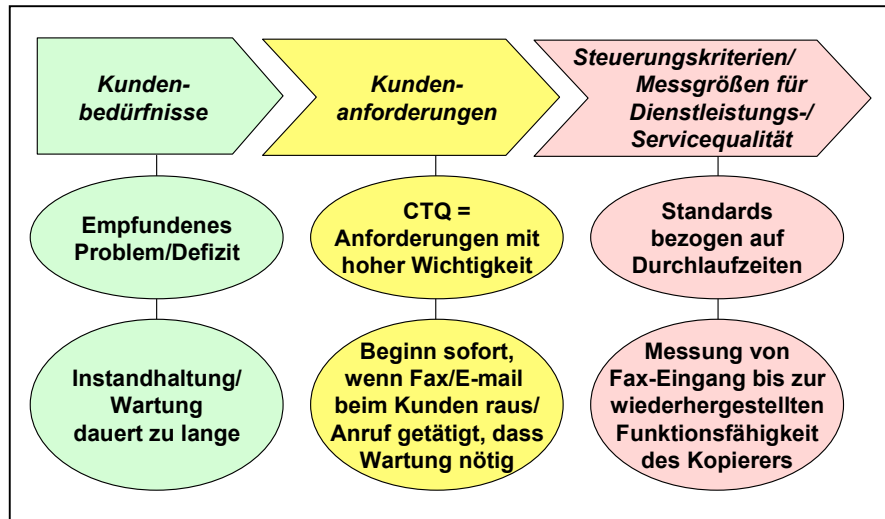 Kunden-
bedürfnisse
Kunden-
anforderungen
Steuerungskriterien/
Messgrößen für
Dienstleistungs-/
Servicequalität
Empfundenes
Problem/Defizit
CTQ =
Anforderungen mit
hoher Wichtigkeit
Standards
bezogen auf
Durchlaufzeiten
Instandhaltung/
Wartung
dauert zu lange
Beginn sofort,
wenn Fax/E-mail
beim Kunden raus/
Anruf getätigt, dass
Wartung nötig
Messung von
Fax-Eingang bis zur
wiederhergestellten
Funktionsfähigkeit
des Kopierers